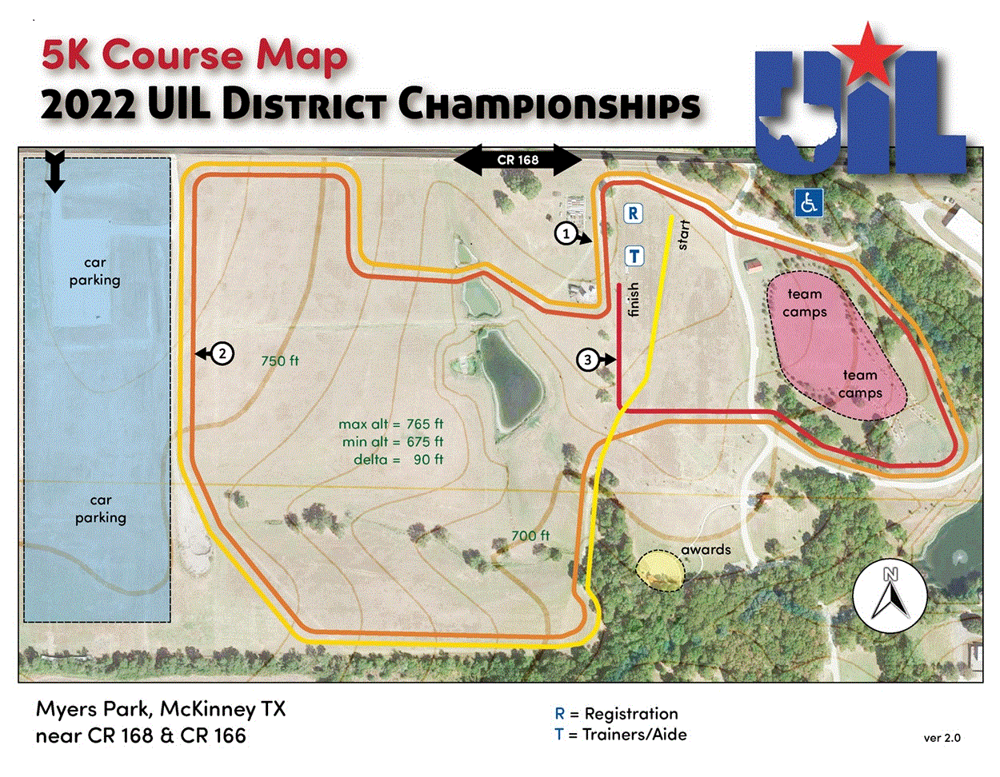 5K Course Map
2022 UIL District Championships
UIL
CR 168
R
T
start
finish
1
2
3
car
parking
750 ft
team
camps
team
camps
max alt = 765 ft
min alt = 675 ft
delta = 90 ft
car
parking
700 ft
awards
N
Myers Park, McKinney TX
near CR 168 & CR 166
R = Registration
T = Trainers/Aide
ver 2.0